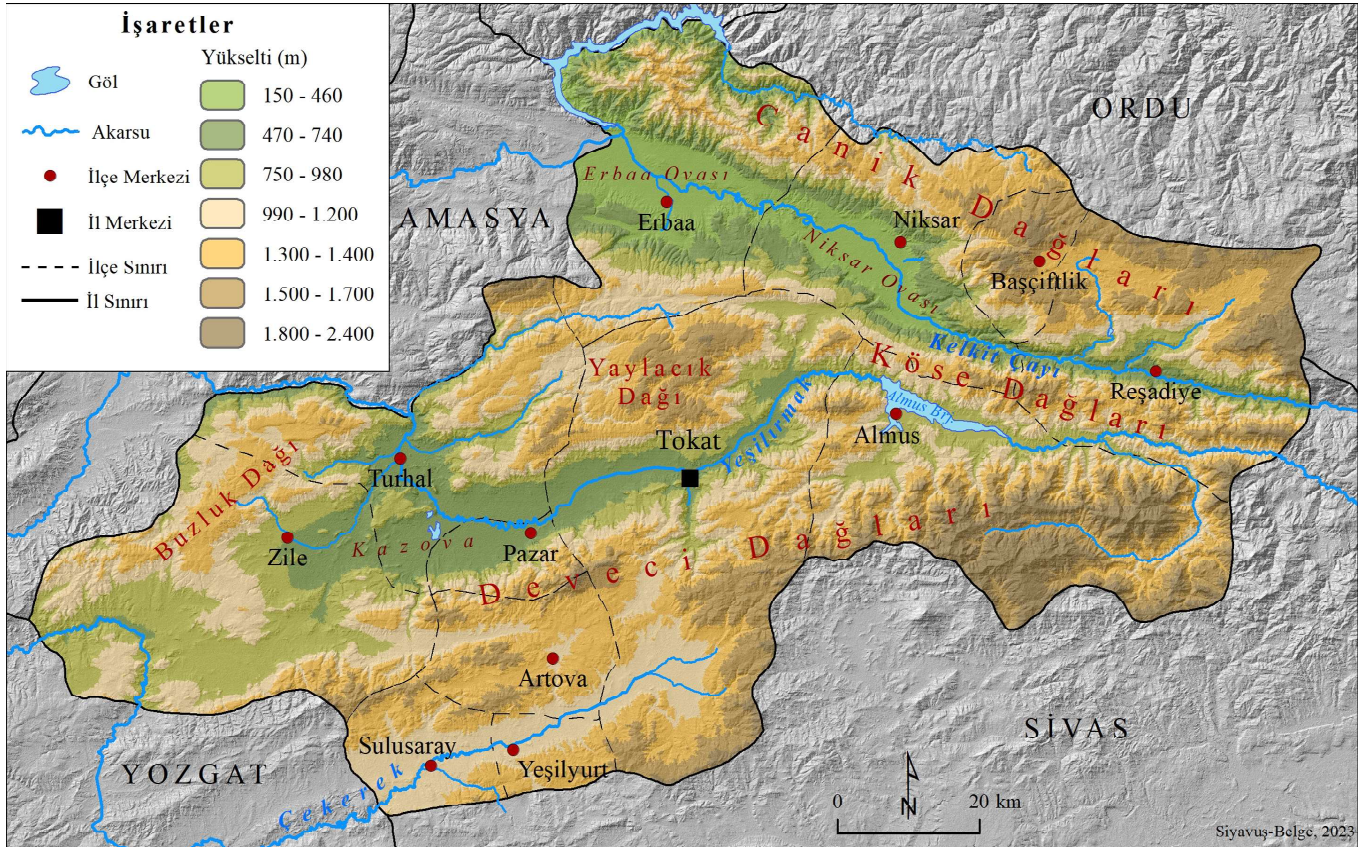 İşaretler
Yükselti (m)
Göl
Akarsu
İlçe Merkezi
İl Merkezi
İlçe Sınırı
İl Sınırı
150 - 460
470 - 740
750 - 980
990 - 1.200
1.300 - 1.400
1.500 - 1.700
1.800 - 2.400
ORDU
AMASYA
Canik Dağları
Erbaa Ovası
Erbaa
Niksar
Niksar Ovası
Başçiftlik
Kelkit Çayı
Köse Dağları
Reşadiye
Yaylacık
Dağı
Yeşilırmak
Almus Brj.
Almus
Tokat
Turhal
Buzluk Dağı
Zile
Kazova
Pazar
Deveci Dağları
Artova
Sulusaray
Yeşilyurt
Çekerek
YOZGAT
SİVAS
N
0 20 km
Siyavuş-Belge, 2023